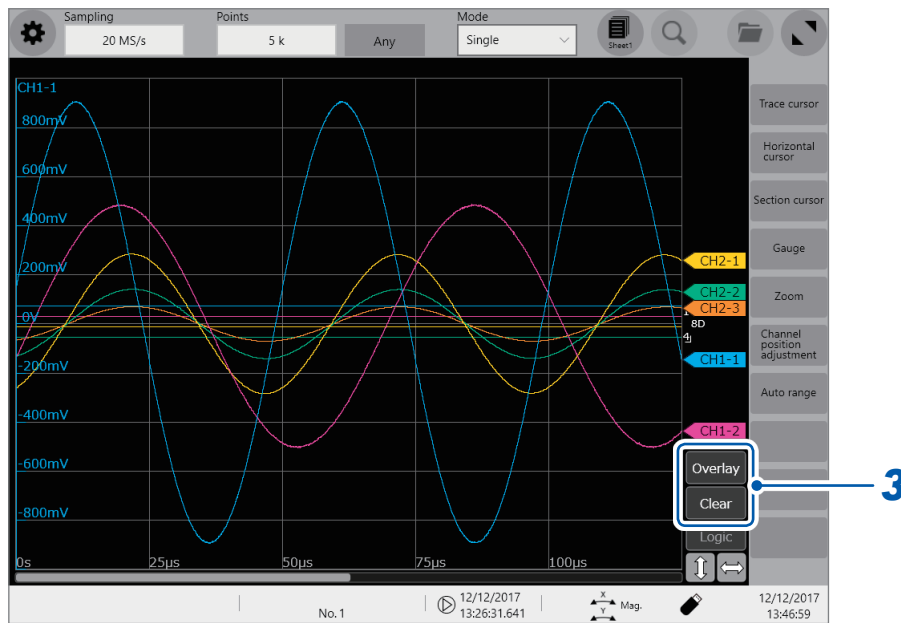 Sampling
20 MS/s
Points
5 k
Any
Mode
Single
Sheet1
CH1-1
800mV
600mV
400mV
200mV
0V
-200mV
-400mV
-600mV
-800mV
0s
25µs
50µs
75µs
100µs
CH2-1
CH2-2
CH2-3
1
8D
4
CH1-1
CH1-2
Overlay
Clear
Logic
Trace cursor
Horizontal
cursor
Section cursor
Gauge
Zoom
Channel
position
adjustment
Auto range
3
No. 1
12/12/2017
13:26:31.641
X
Y
Mag.
12/12/2017
13:46:59